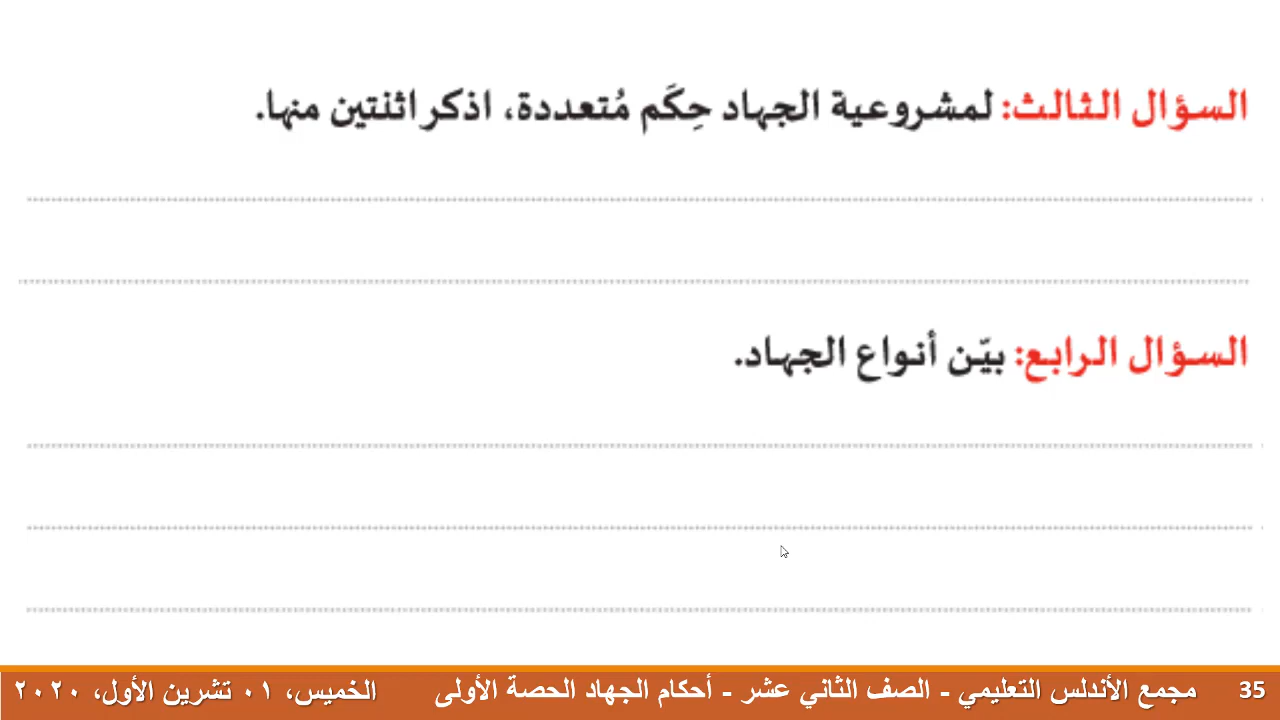 السؤال الثالث: لمشروعية الجهاد حِكَم مُتعددة، اذكر اثنتين منها.
السؤال الرابع: بيّن أنواع الجهاد.
35 مجمع الأندلس التعليمي - الصف الثاني عشر - أحكام الجهاد الحصة الأولى الخميس، ٠١ تشرين الأول، ٢٠٢٠